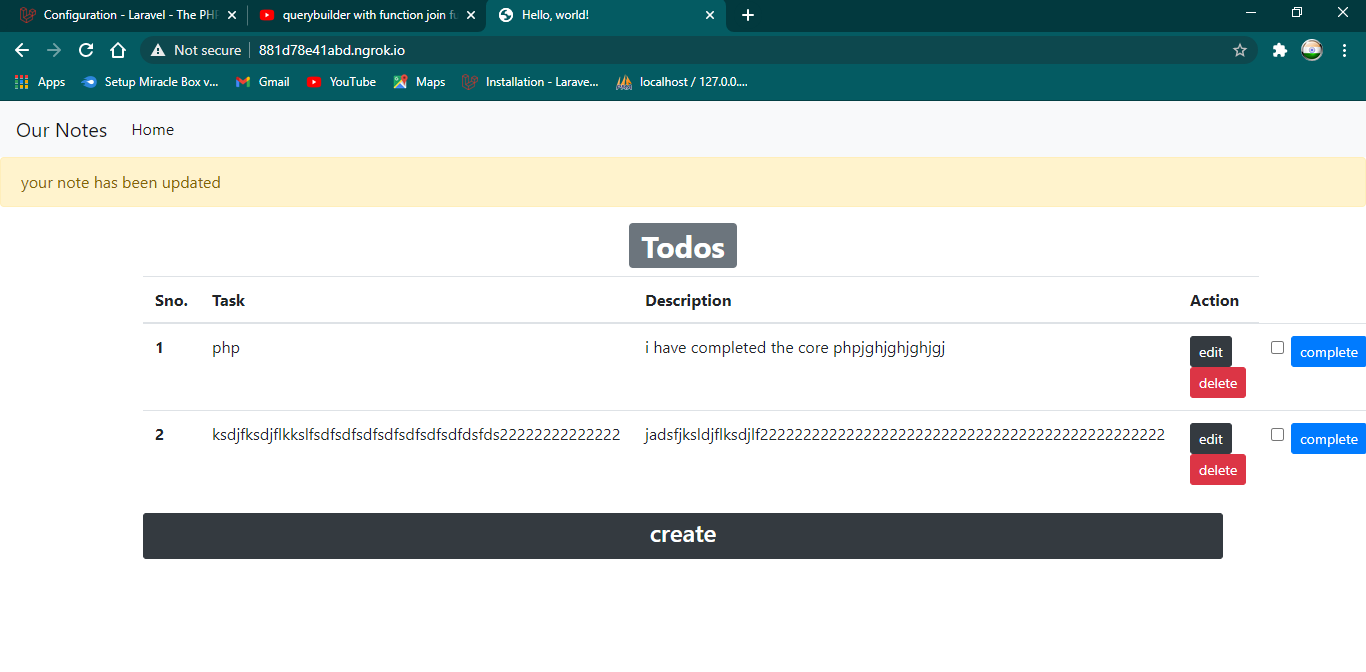 Configuration - Laravel - The PHP
querybuilder with function join fu
Hello, world!
Not secure
881d78e41abd.ngrok.io
Apps
Setup Miracle Box v...
Gmail
YouTube
Maps
Installation - Larave...
localhost / 127.0.0....
Our Notes Home
your note has been updated
Todos
Sno. Task Description Action
1 php i have completed the core phpjghjghjghjgj edit complete
delete
2 ksdjfksdjflkkslfsdfsdfsdfsdfsdfsdfsdfdsfds22222222222222 edit complete
delete
create